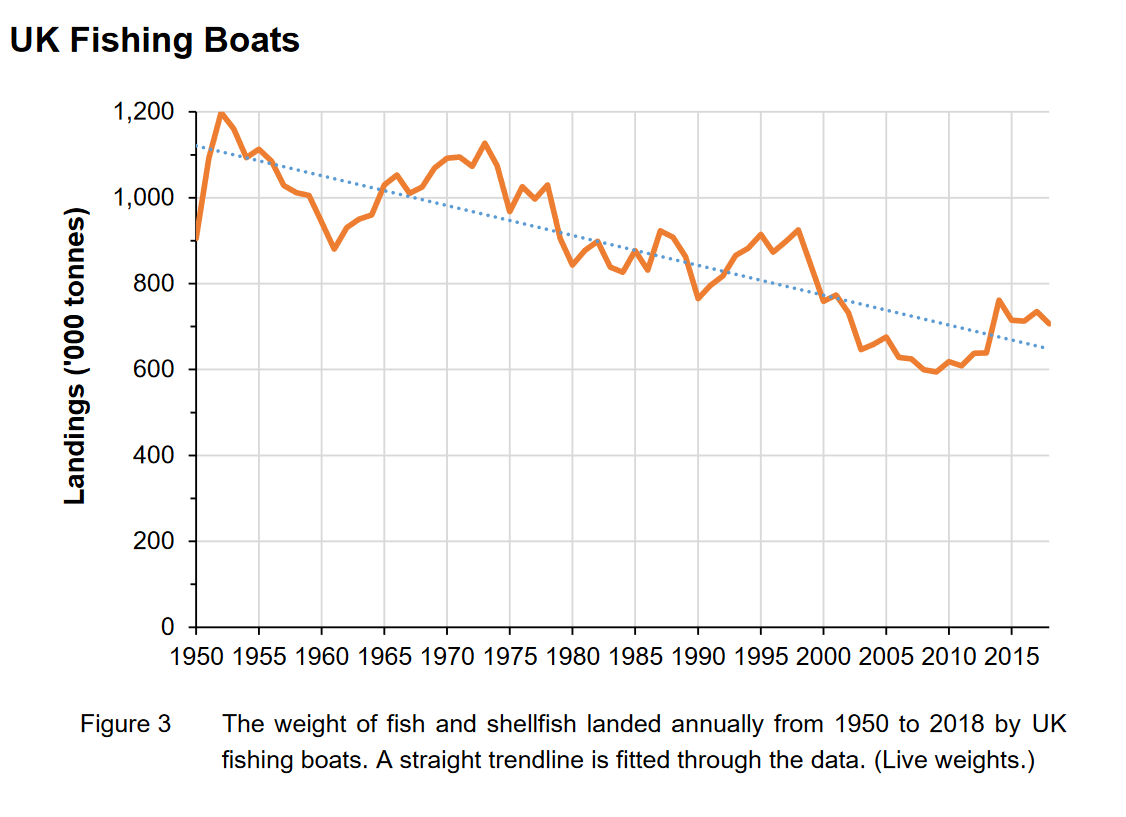 UK Fishing Boats
1,200
1,000
800
600
400
200
0
Landings ('000 tonnes)
1950 1955 1960 1965 1970 1975 1980 1985 1990 1995 2000 2005 2010 2015
Figure 3 The weight of fish and shellfish landed annually from 1950 to 2018 by UK
fishing boats. A straight trendline is fitted through the data. (Live weights.)